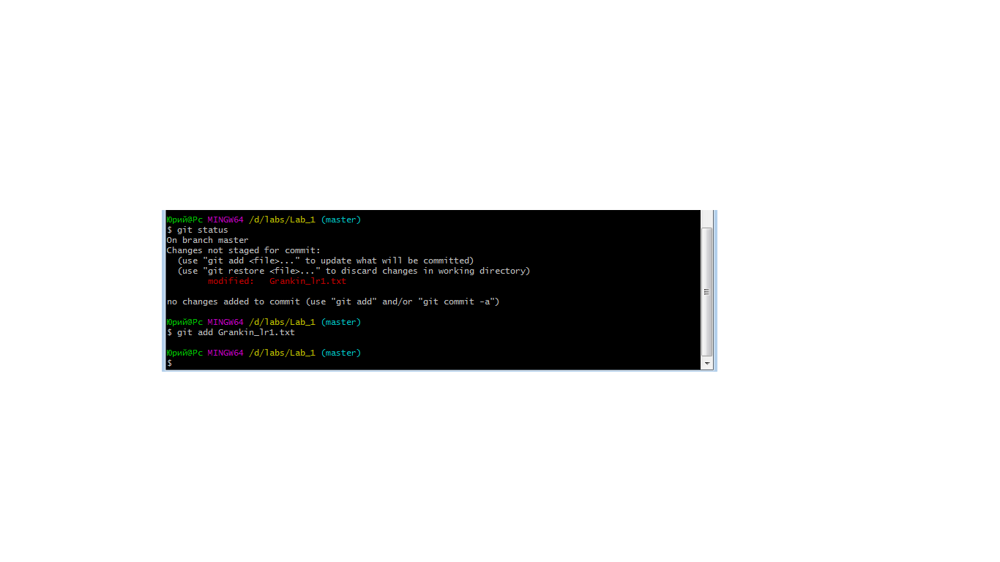 Юрий@Pc MINGW64 /d/labs/Lab_1 (master)
$ git status
On branch master
Changes not staged for commit:
  (use "git add <file>..." to update what will be committed)
  (use "git restore <file>..." to discard changes in working directory)
        modified:   Grankin_lr1.txt
no changes added to commit (use "git add" and/or "git commit -a")
Юрий@Pc MINGW64 /d/labs/Lab_1 (master)
$ git add Grankin_lr1.txt
Юрий@Pc MINGW64 /d/labs/Lab_1 (master)
$